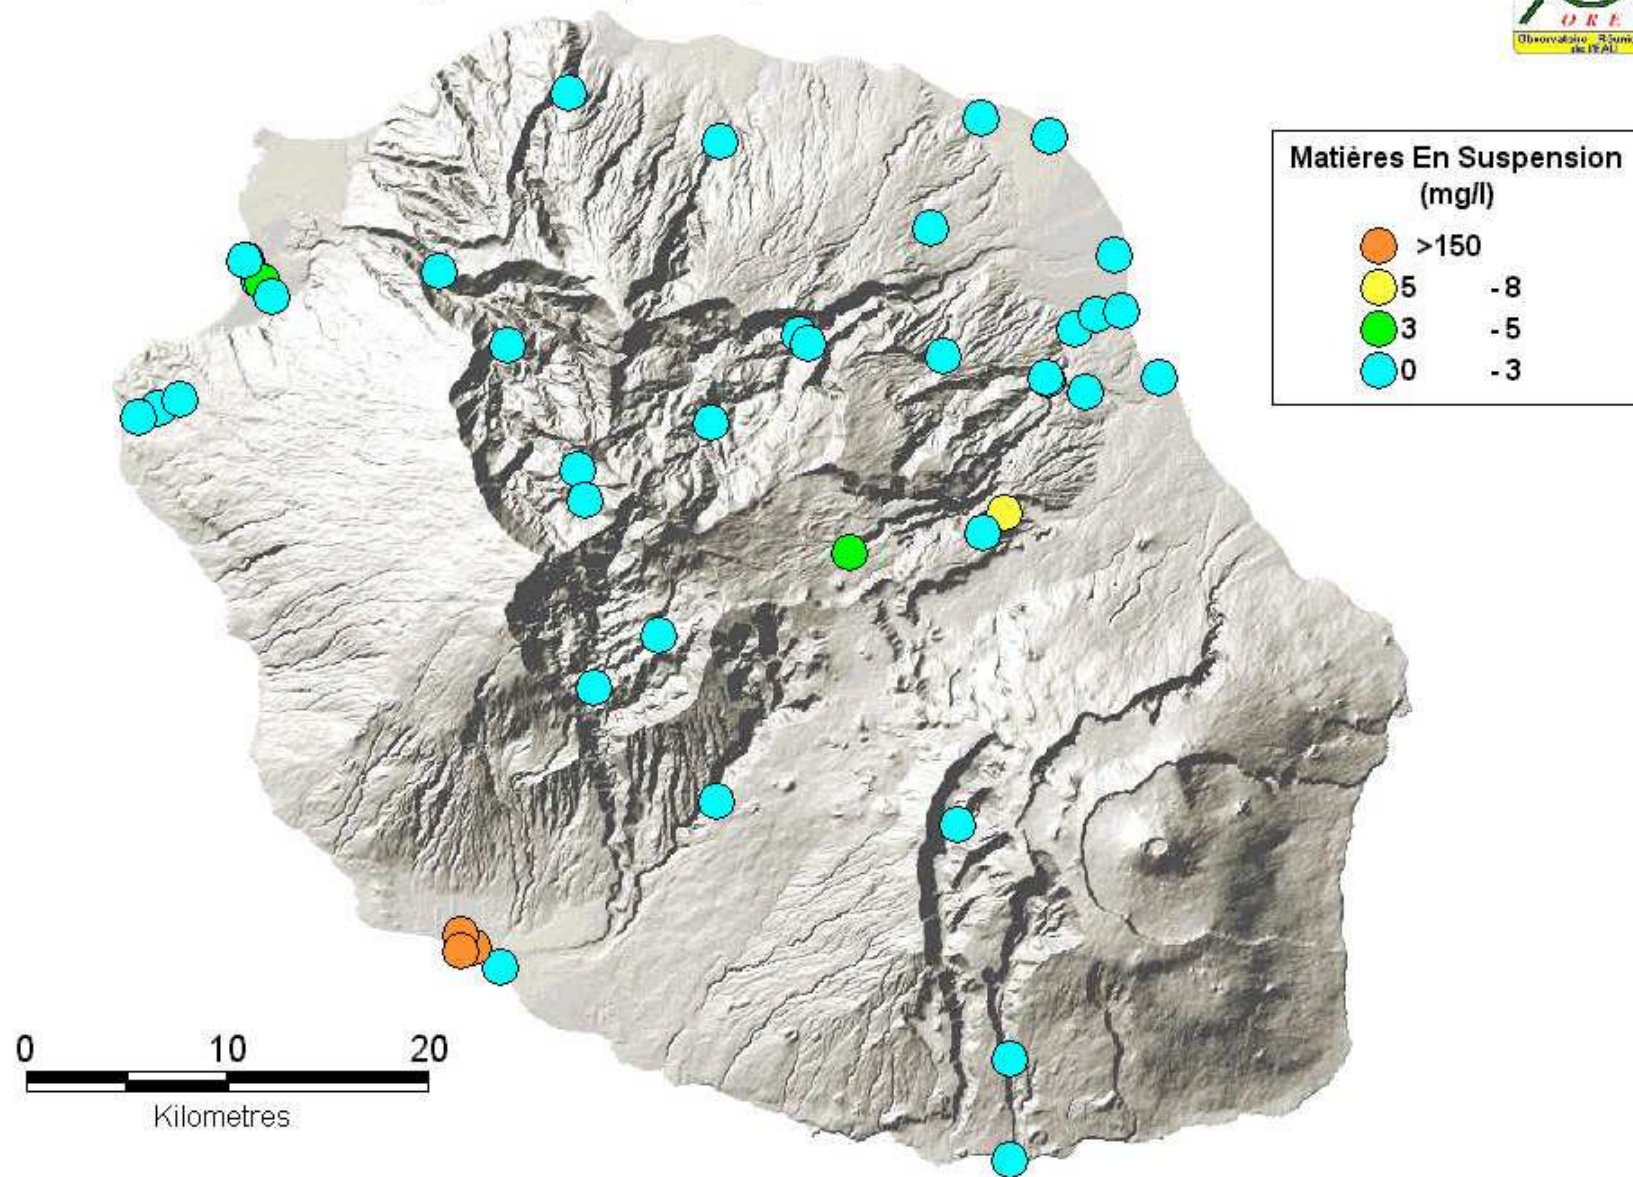 O R E
Matières En Suspension
(mg/l)
>150
5 - 8
3 - 5
0 - 3
0 10 20
Kilometres